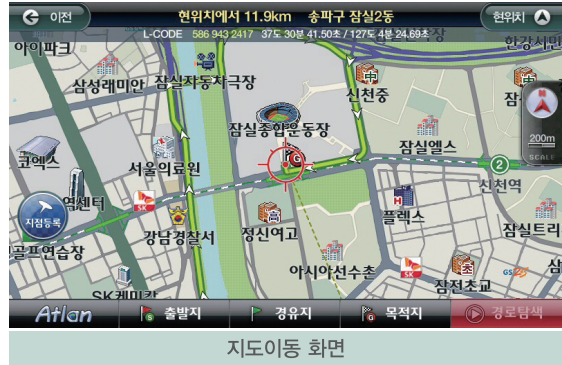 이전
현위치에서 11.9km 송파구 잠실2동
현위치
L-CODE 586 943 2417 37도 30분 41.50초 / 127도 4분 24.69초
아이파크
한강시민
삼성래미안
잠실자동차극장
신천중
잠
200m
SCALE
잠실종합운동장
잠실엘스
코엑스
서울의료원
2
신천역
지점등록
역센터
SK
강남경찰서
정신여고
플렉스
잠실트리
골프연습장
아시아선수촌
SK
잠전초교
GS
삼
SK케미칼
Atlan
출발지
경유지
목적지
경로탐색
지도이동 화면